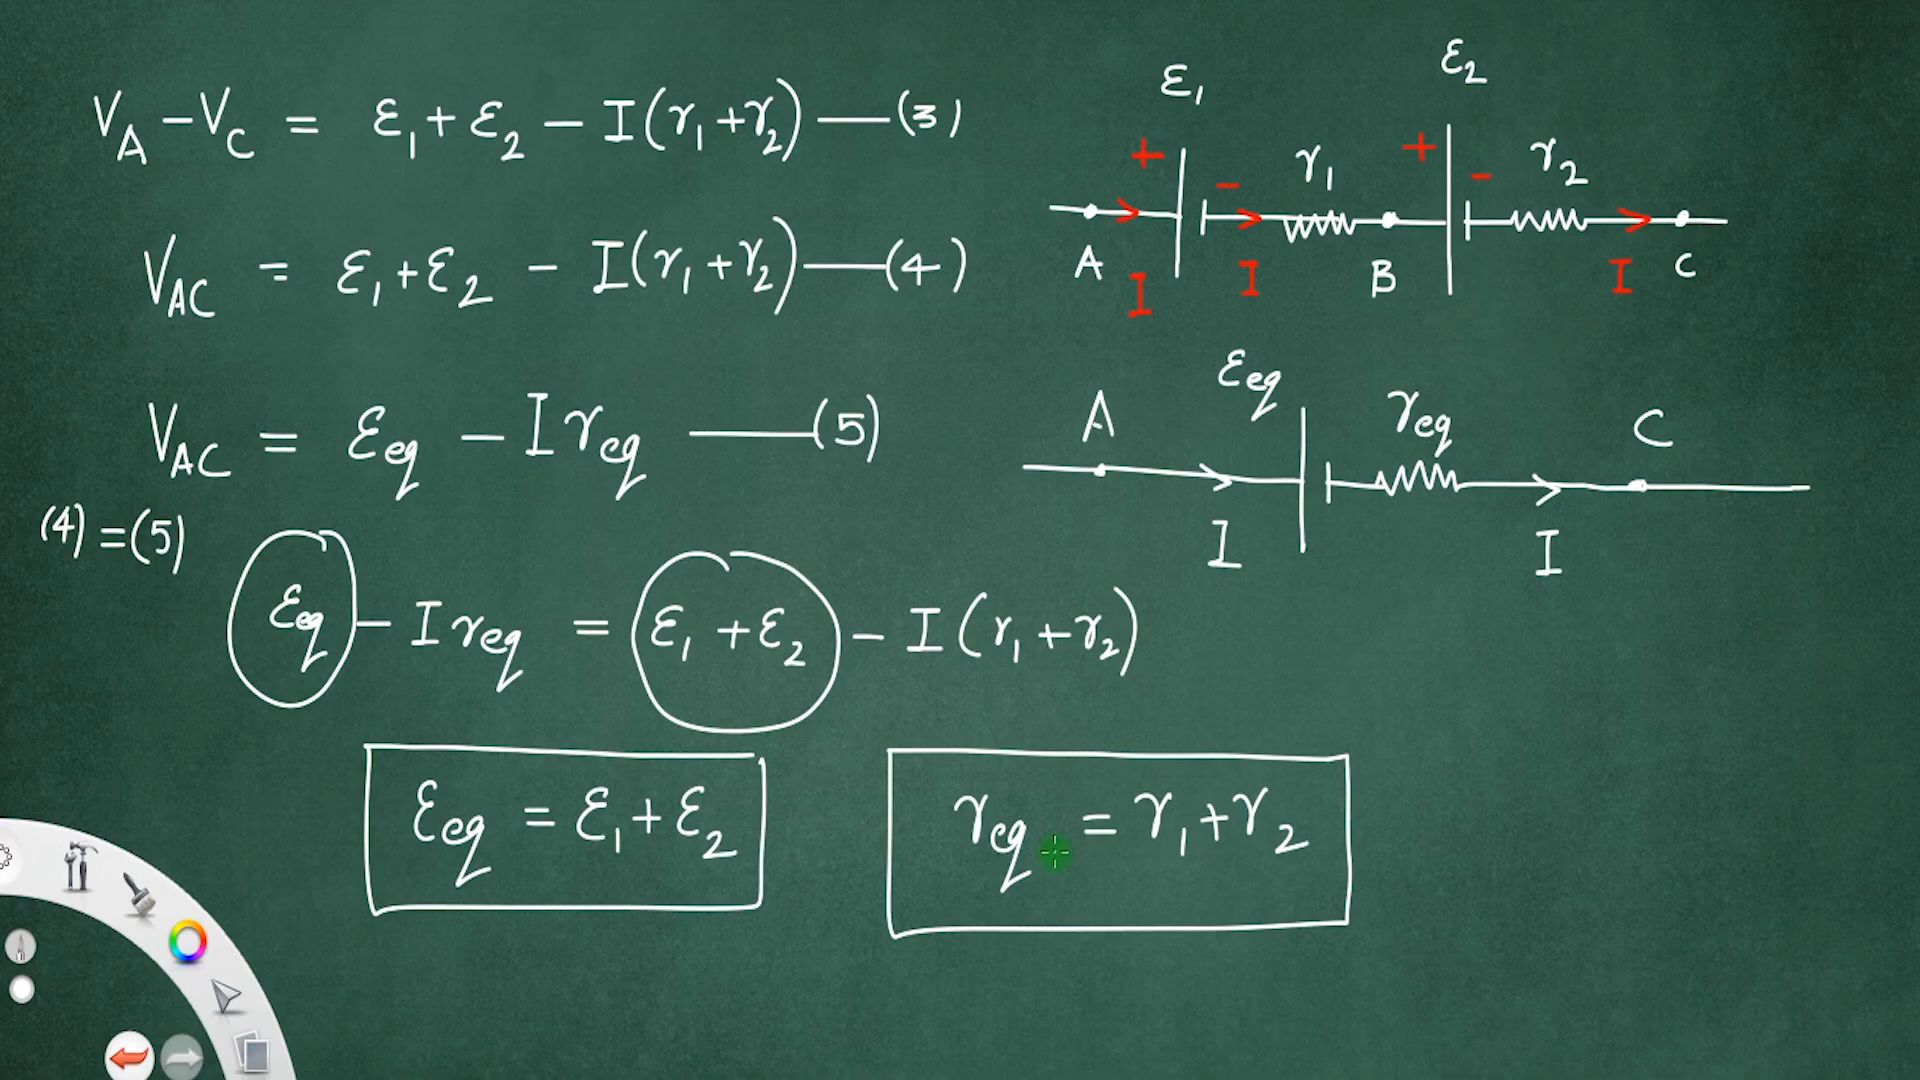 V_A - V_C = ε₁ + ε₂ - I(r₁ + r₂) — (3)
V_AC = ε₁ + ε₂ - I(r₁ + r₂) — (4)
V_AC = ε_eq - I r_eq — (5)
(4) = (5)
ε_eq - I r_eq = ε₁ + ε₂ - I(r₁ + r₂)
ε_eq = ε₁ + ε₂
r_eq = r₁ + r₂
ε₁ ε₂
+ - r₁ + - r₂
A I I B I C
ε_eq
A r_eq C
I I